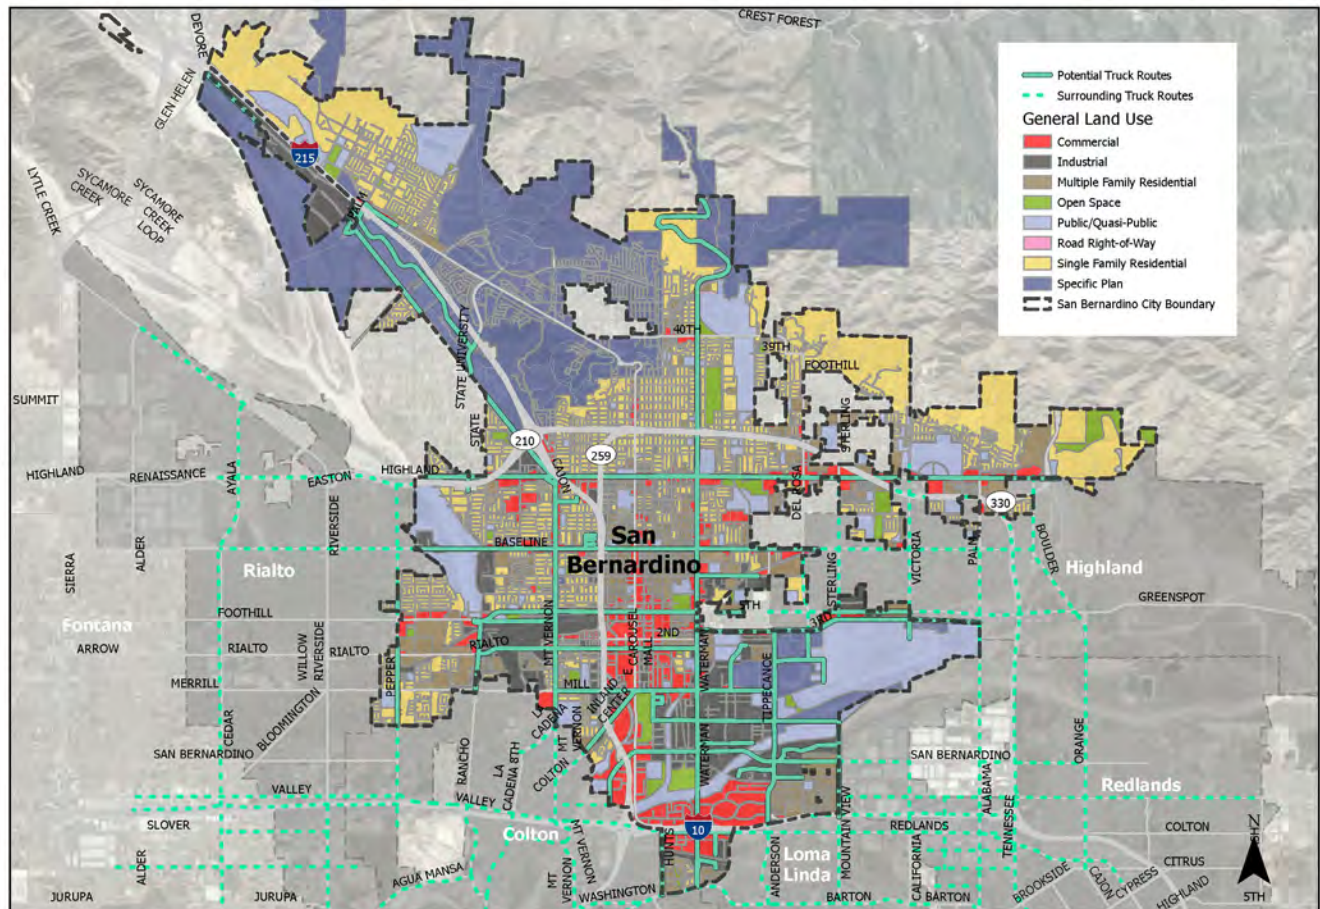 CREST FOREST
DEVORE
GLEN HELEN
215
LYTLE CREEK
SYCAMORE
CREEK
SYCAMORE
CREEK
LOOP
PALM
Potential Truck Routes
Surrounding Truck Routes
General Land Use
Commercial
Industrial
Multiple Family Residential
Open Space
Public/Quasi-Public
Road Right-of-Way
Single Family Residential
Specific Plan
San Bernardino City Boundary
STATE UNIVERSITY
40TH
39TH
FOOTHILL
SUMMIT
STATE
STERLING
210
259
HIGHLAND
RENAISSANCE
AYALA
EASTON
HIGHLAND
CAJON
DEL ROSA
330
RIVERSIDE
BOULDER
SIERRA
ALDER
BASELINE
San
Bernardino
VICTORIA
PALM
Rialto
Highland
STERLING
GREENSPOT
FOOTHILL
MT VERNON
5TH
3RD
Fontana
ARROW
RIALTO
WILLOW
RIVERSIDE
RIALTO
RIALTO
2ND
E
CAROUSEL
MALL
WATERMAN
MERRILL
PEPPER
MILL
TIPPECANOE
INLAND
CENTER
LA
CADENA
CEDAR
BLOOMINGTON
MT
VERNON
WATERMAN
ORANGE
SAN BERNARDINO
RANCHO
LA
CADENA 8TH
COLTON
SAN BERNARDINO
ALABAMA
Redlands
VALLEY
VALLEY
TENNESSEE
SLOVER
Colton
10
REDLANDS
COLTON
ALDER
AGUA MANSA
MT VERNON
MT
VERNON
HUNTS
ANDERSON
Loma
Linda
MOUNTAIN VIEW
CALIFORNIA
N
CITRUS
JURUPA
JURUPA
WASHINGTON
BARTON
BARTON
BROOKSIDE
CAJON
CYPRESS
HIGHLAND
5TH